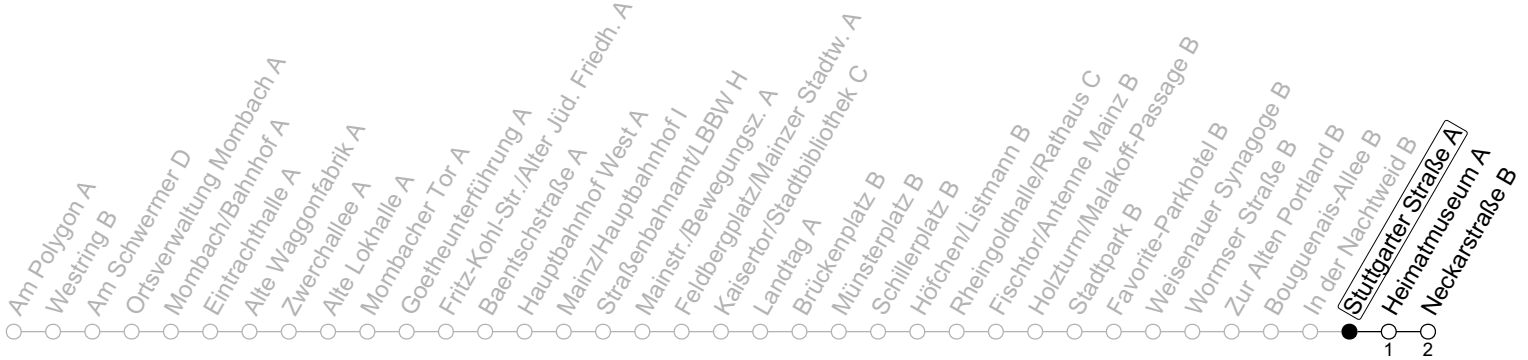 Am Polygon A
Westring B
Am Schwermer D
Ortsverwaltung Mombach A
Mombach/Bahnhof A
Eintrachthalle A
Alte Waggonfabrik A
Zwerchallee A
Alte Lokhalle A
Mombacher Tor A
Goetheunterführung A
Fritz-Kohl-Str./Alter Jüd. Friedh. A
Baentschstraße A
Hauptbahnhof West A
Mainz/Hauptbahnhof I
Straßenbahnamt/LBBW H
Mainstr./Bewegungsz. A
Feldbergplatz/Mainzer Stadtw. A
Kaisertor/Stadtbibliothek C
Landtag A
Brückenplatz B
Münsterplatz B
Schillerplatz B
Höfchen/Listmann B
Rheingoldhalle/Rathaus C
Fischtor/Antenne Mainz B
Holzturm/Malakoff-Passage B
Stadtpark B
Favorite-Parkhotel B
Weisenauer Synagoge B
Wormser Straße B
Zur Alten Portland B
Bouguenais-Allee B
In der Nachtweid B
Stuttgarter Straße A
Heimatmuseum A
Neckarstraße B
1 2